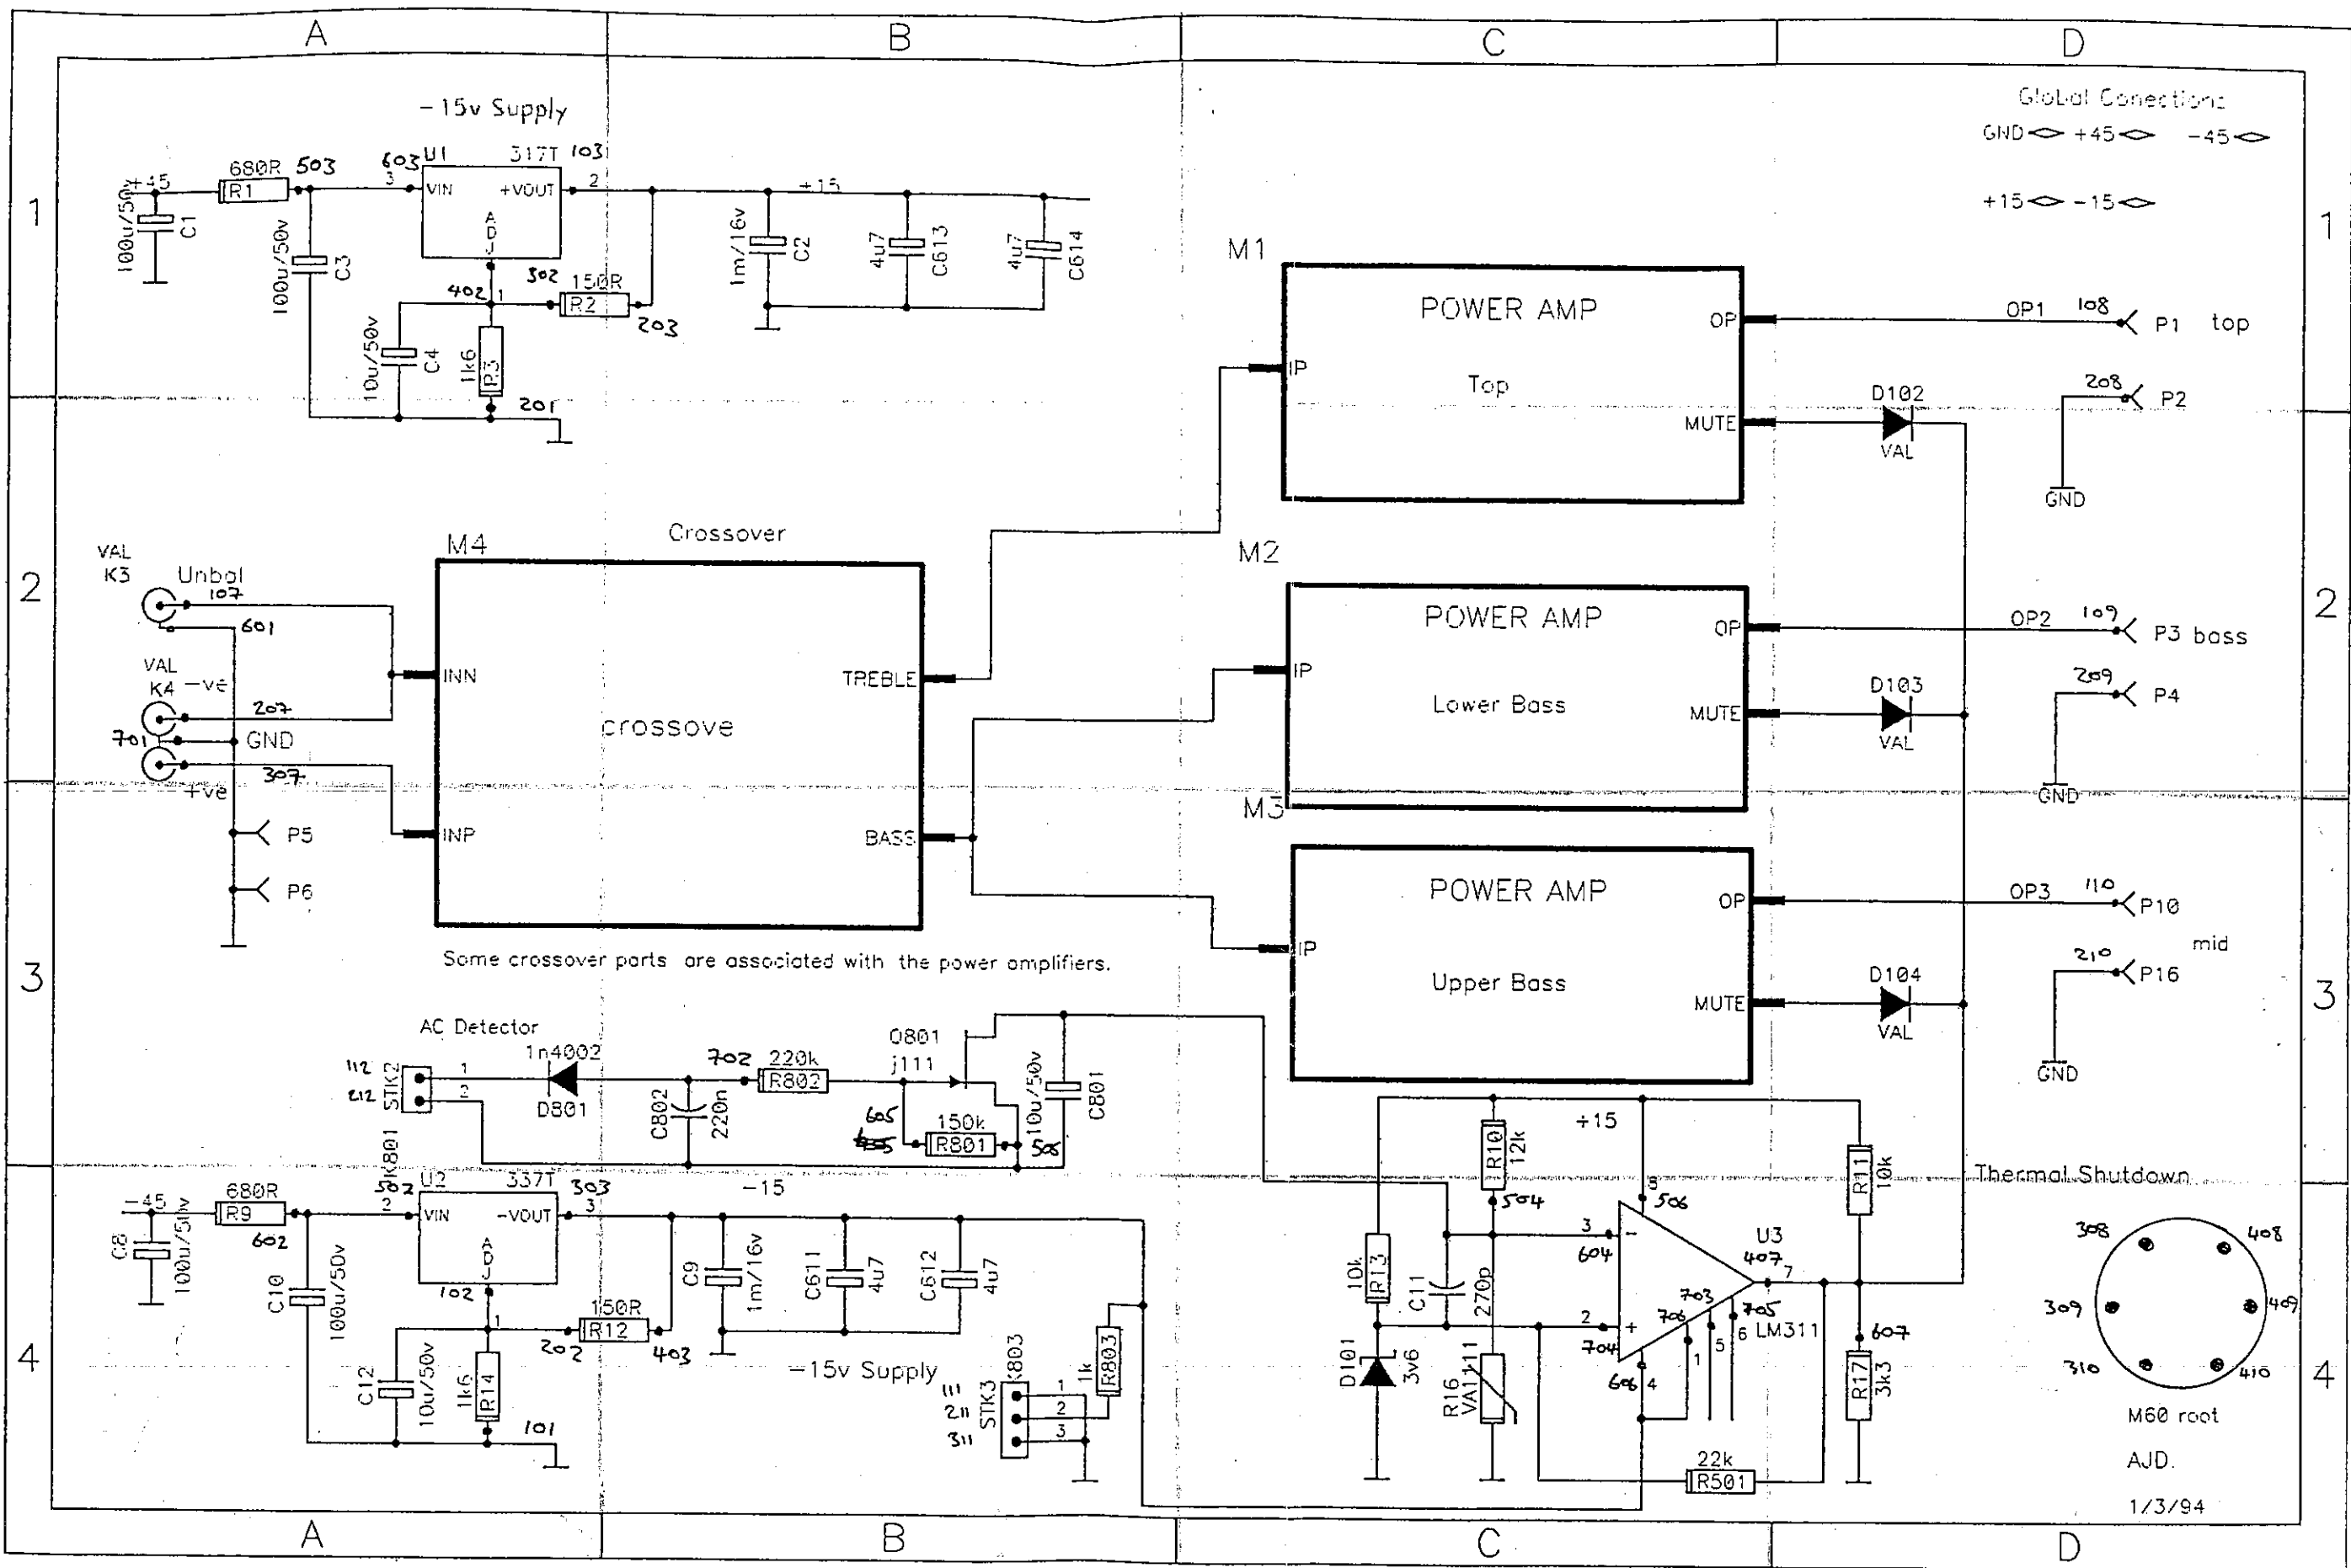 A B C D
-15v Supply
Global Conections
GND +45 -45
+15 -15
1
1
+45
680R
R1
503
603
3
U1
317T
103
VIN
+VOUT
ADJ
2
+15
100u/50v
C1
100u/50v
C3
402
1
302
150R
R2
203
10u/50v
C4
1k6
R3
201
1m/16v
C2
4u7
C613
4u7
C614
M1
POWER AMP
Top
IP
OP
MUTE
OP1
108
P1 top
208
P2
GND
D102
VAL
2
2
VAL
K3
Unbal
107
601
VAL
K4
-ve
207
701
GND
307
+ve
P5
P6
M4
Crossover
INN
INP
crossove
TREBLE
BASS
Some crossover parts are associated with the power amplifiers.
M2
POWER AMP
Lower Bass
IP
OP
MUTE
OP2
109
P3 bass
209
P4
GND
D103
VAL
3
3
M3
POWER AMP
Upper Bass
IP
OP
MUTE
OP3
110
P10
mid
210
P16
GND
D104
VAL
AC Detector
1n4002
D801
112
212
STK2
1
2
C802
220n
702
220k
R802
Q801
j111
605
150k
R801
10u/50v
C801
4
4
-45
680R
R9
602
2
U2
337T
303
VIN
-VOUT
ADJ
3
-15
C8
100u/50v
C10
100u/50v
102
1
202
150R
R12
403
C12
10u/50v
1k6
R14
101
C9
1m/16v
C611
4u7
C612
4u7
-15v Supply
111
211
311
STK3
K803
1
2
3
1k
R803
+15
R10
12k
504
10k
R13
C11
270p
D101
3v6
R16
VA1111
3
604
-
2
704
+
8
506
U3
407
7
LM311
703
705
706
1
5
6
606
4
R11
10k
607
R17
3k3
22k
R501
Thermal Shutdown
308
408
309
409
310
410
M60 root
AJD.
1/3/94
A B C D